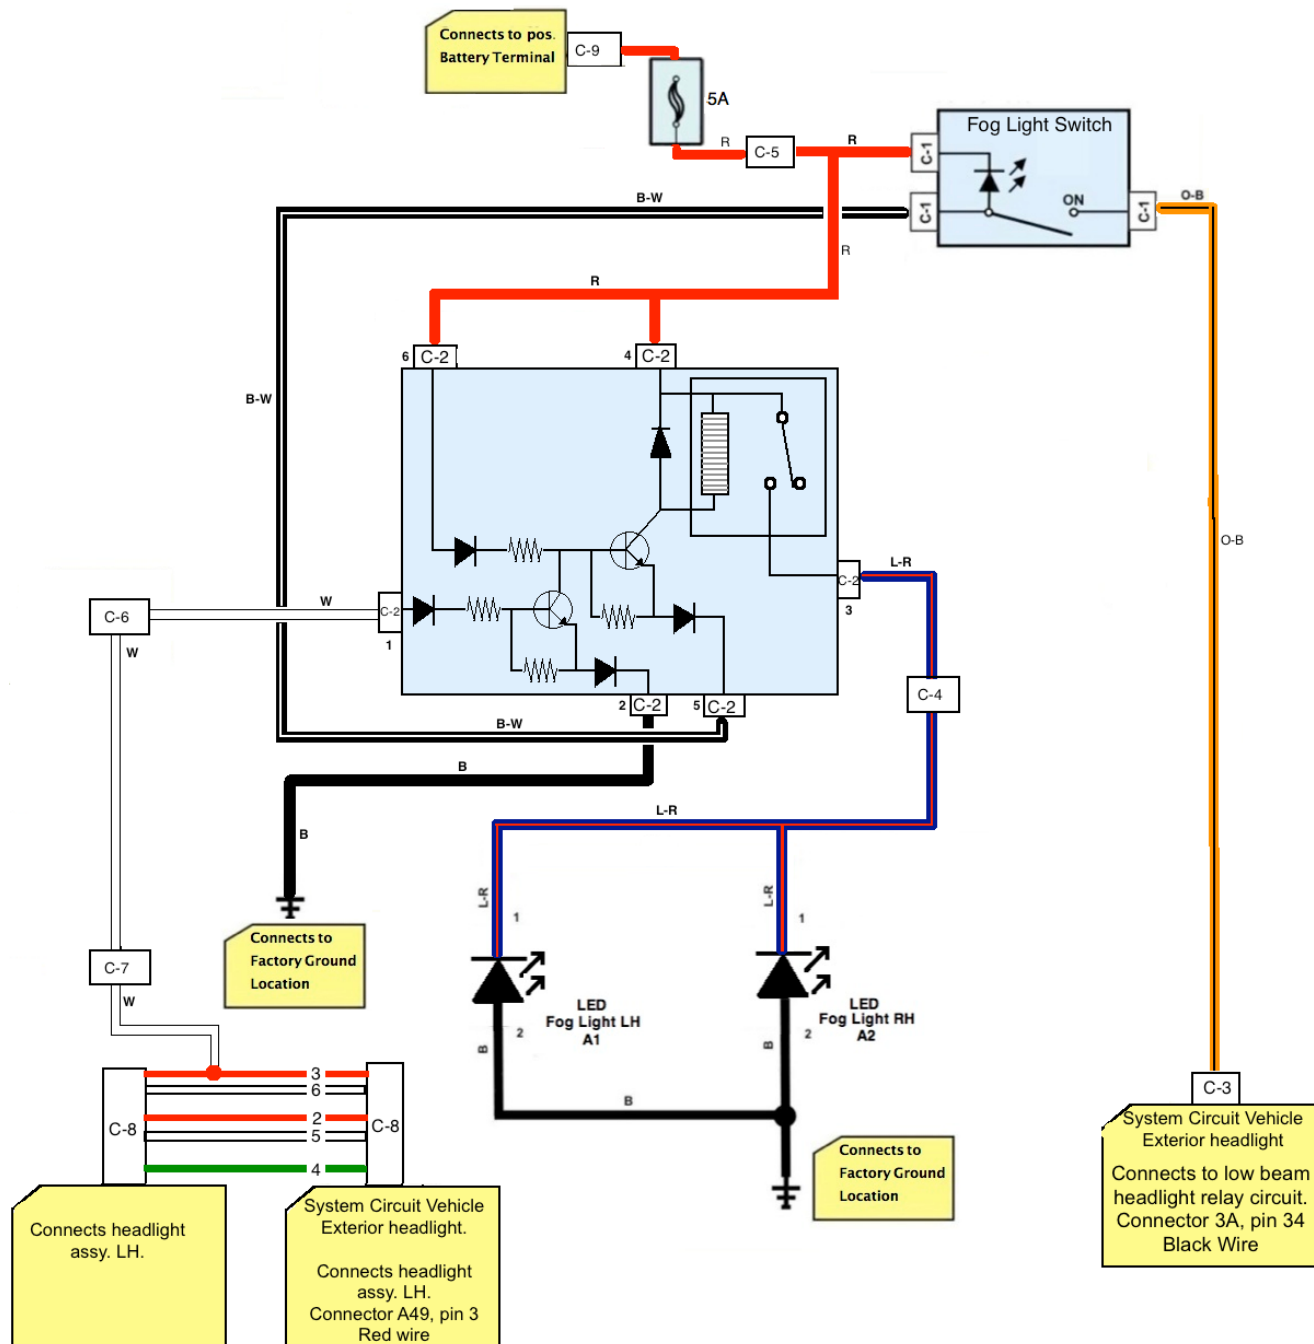 Connects to pos.
Battery Terminal
C-9
5A
R
C-5
R
Fog Light Switch
C-1
C-1
ON
C-1
O-B
B-W
R
R
6
C-2
4
C-2
B-W
O-B
L-R
C-2
3
C-6
W
C-2
1
W
C-4
2
C-2
5
C-2
B-W
B
L-R
B
L-R
1
L-R
1
Connects to
Factory Ground
Location
C-7
W
LED
Fog Light LH
A1
2
B
LED
Fog Light RH
A2
2
B
B
3
6
2
5
4
C-8
C-8
C-3
Connects to
Factory Ground
Location
System Circuit Vehicle
Exterior headlight
Connects to low beam
headlight relay circuit.
Connector 3A, pin 34
Black Wire
Connects headlight
assy. LH.
System Circuit Vehicle
Exterior headlight.
Connects headlight
assy. LH.
Connector A49, pin 3
Red wire